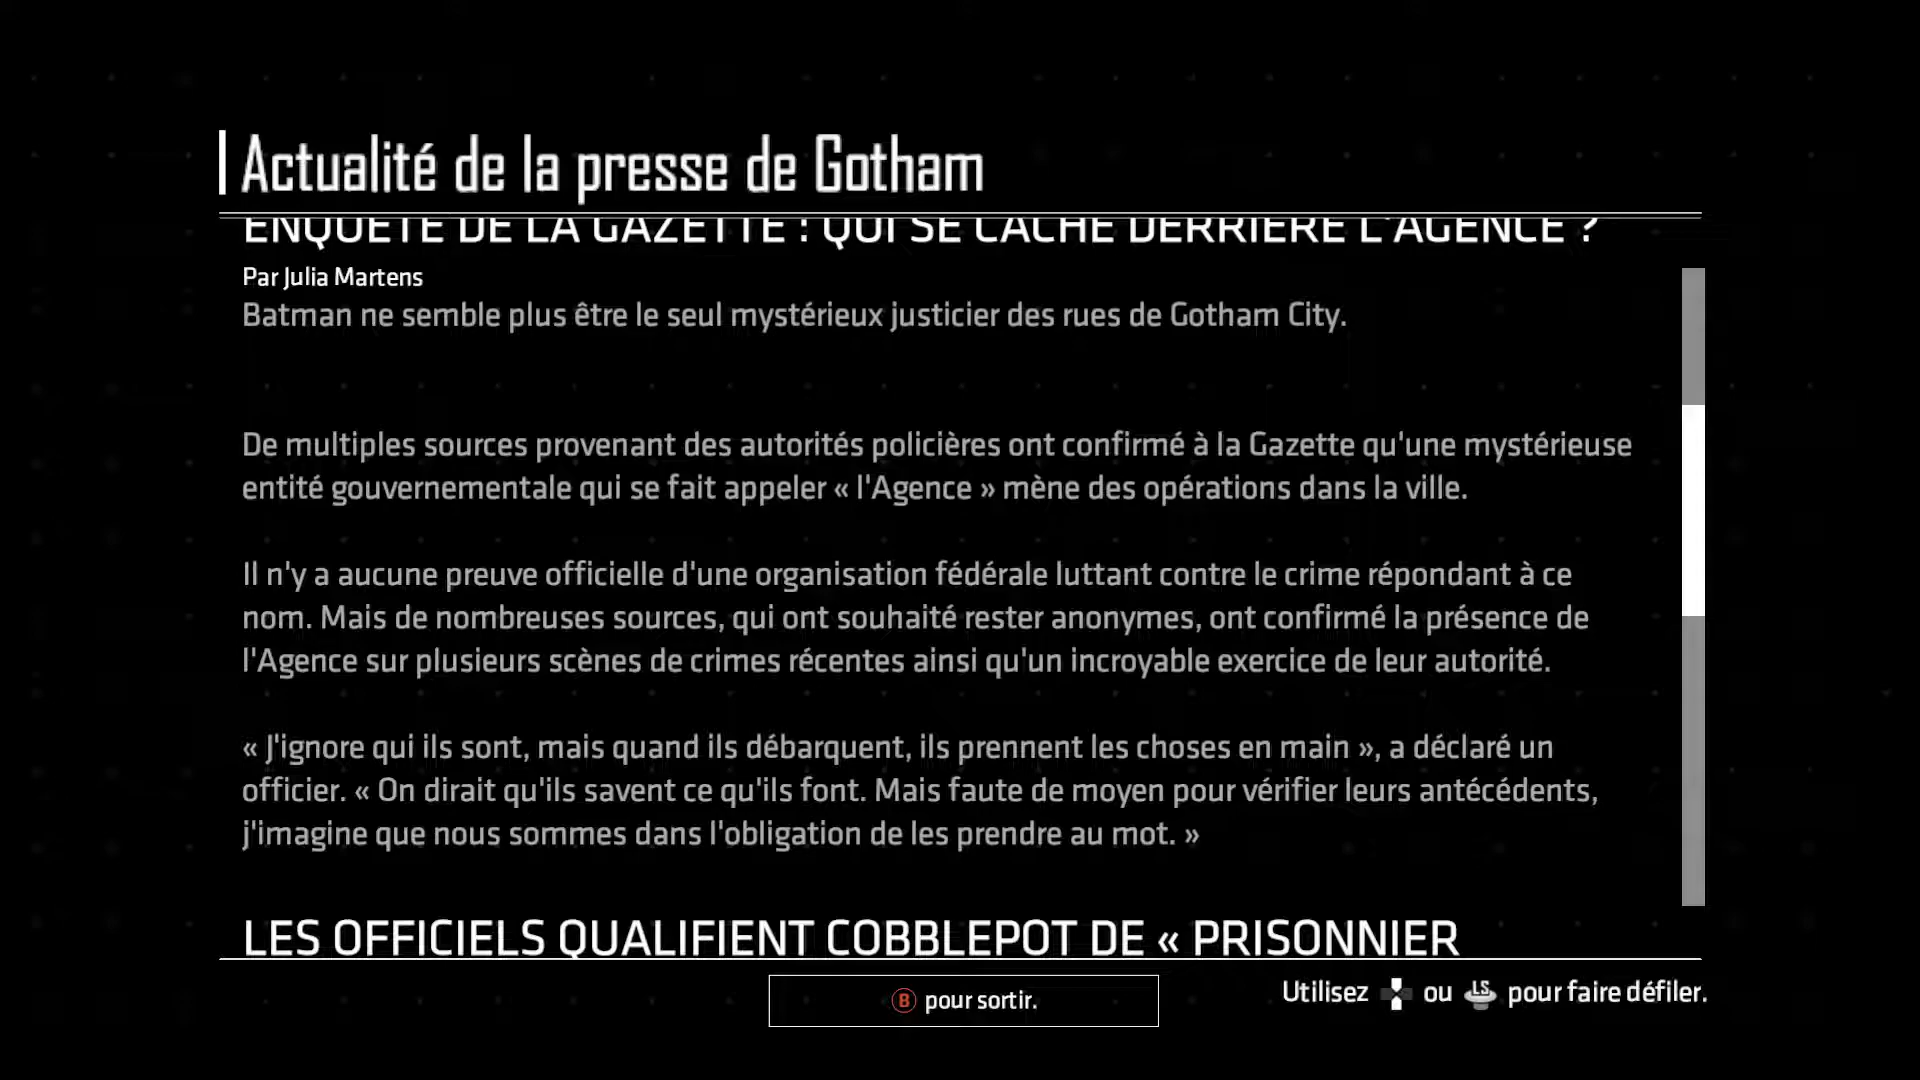 Actualité de la presse de Gotham
ENQUÊTE DE LA GAZETTE : QUI SE CACHE DERRIÈRE L'AGENCE ?
Par Julia Martens
Batman ne semble plus être le seul mystérieux justicier des rues de Gotham City.
De multiples sources provenant des autorités policières ont confirmé à la Gazette qu'une mystérieuse
entité gouvernementale qui se fait appeler « l'Agence » mène des opérations dans la ville.
Il n'y a aucune preuve officielle d'une organisation fédérale luttant contre le crime répondant à ce
nom. Mais de nombreuses sources, qui ont souhaité rester anonymes, ont confirmé la présence de
l'Agence sur plusieurs scènes de crimes récentes ainsi qu'un incroyable exercice de leur autorité.
« J'ignore qui ils sont, mais quand ils débarquent, ils prennent les choses en main », a déclaré un
officier. « On dirait qu'ils savent ce qu'ils font. Mais faute de moyen pour vérifier leurs antécédents,
j'imagine que nous sommes dans l'obligation de les prendre au mot. »
LES OFFICIELS QUALIFIENT COBBLEPOT DE « PRISONNIER
B pour sortir.
Utilisez ou LS pour faire défiler.